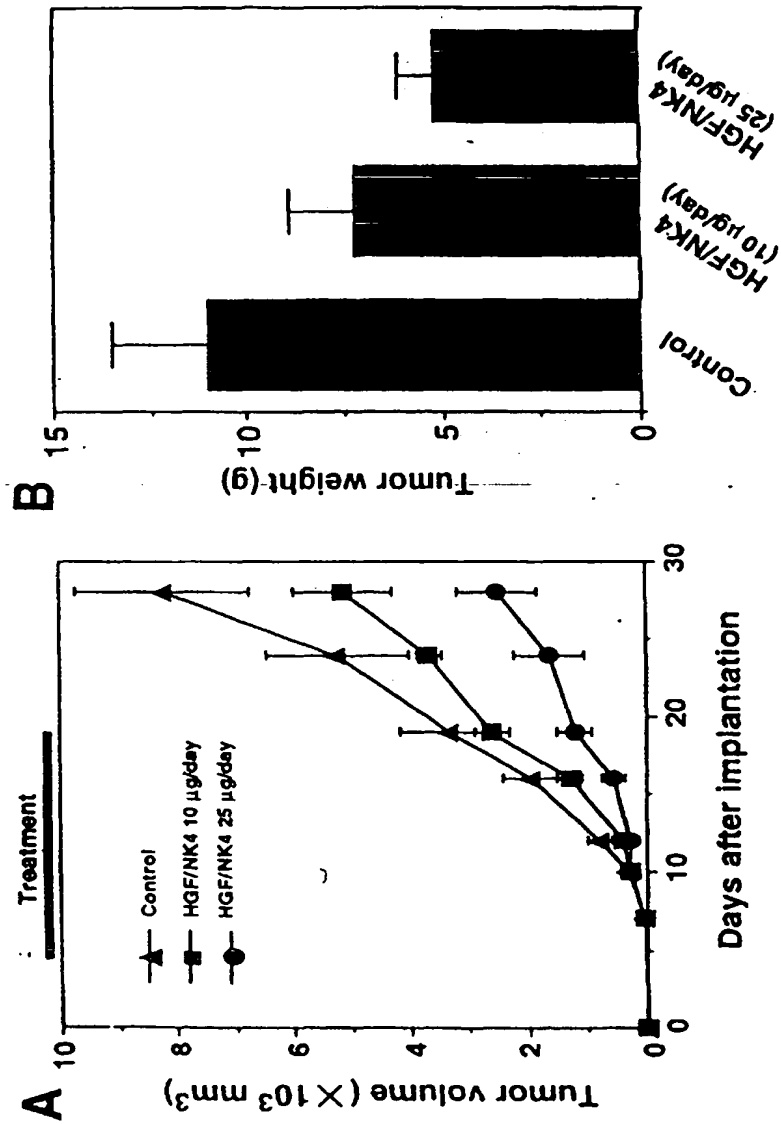 A
Treatment
Tumor volume (×10³ mm³)
10
8
6
4
2
0
Control
HGF/NK4 10 µg/day
HGF/NK4 25 µg/day
0
10
20
30
Days after implantation
B
Tumor weight (g)
15
10
5
0
Control
HGF/NK4
(10 µg/day)
HGF/NK4
(25 µg/day)